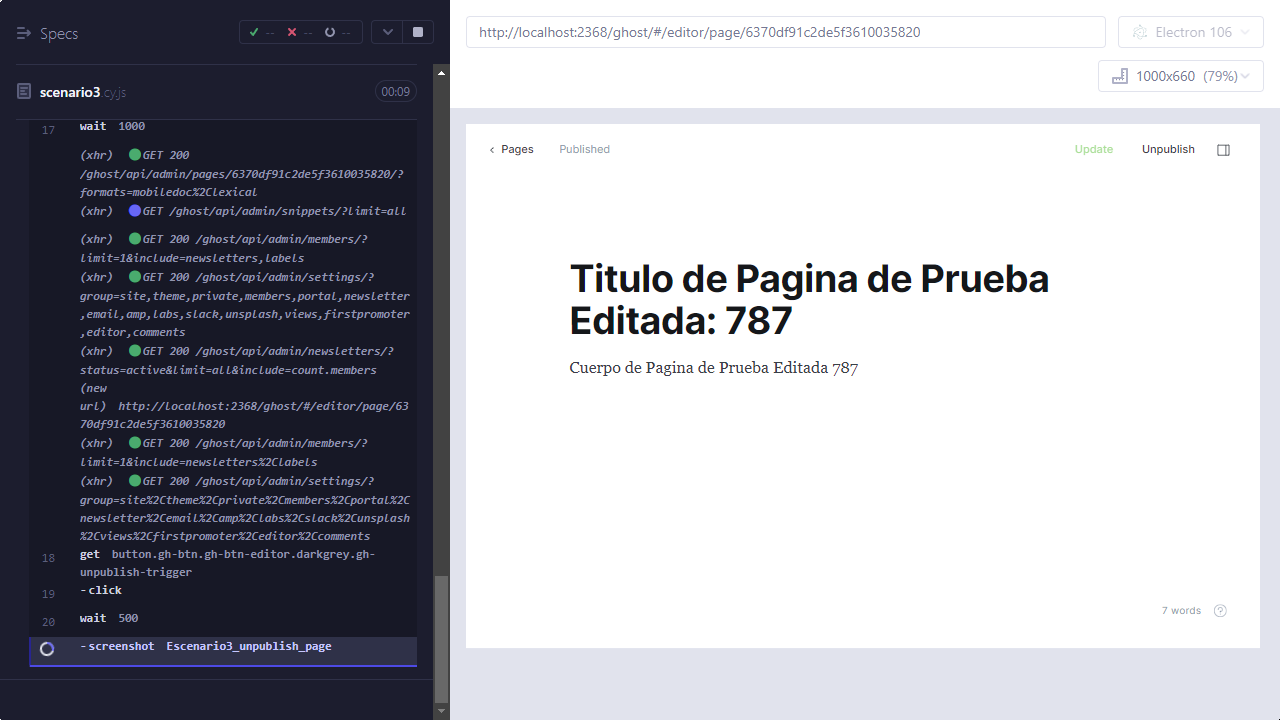 Specs
-- -- --
scenario3.cy.js 00:09
17 wait 1000
(xhr) GET 200
/ghost/api/admin/pages/6370df91c2de5f3610035820/?
formats=mobiledoc%2Clexical
(xhr) GET /ghost/api/admin/snippets/?limit=all
(xhr) GET 200 /ghost/api/admin/members/?
limit=1&include=newsletters,labels
(xhr) GET 200 /ghost/api/admin/settings/?
group=site,theme,private,members,portal,newsletter
,email,amp,labs,slack,unsplash,views,firstpromoter
,editor,comments
(xhr) GET 200 /ghost/api/admin/newsletters/?
status=active&limit=all&include=count.members
(new
url) http://localhost:2368/ghost/#/editor/page/63
70df91c2de5f3610035820
(xhr) GET 200 /ghost/api/admin/members/?
limit=1&include=newsletters%2Clabels
(xhr) GET 200 /ghost/api/admin/settings/?
group=site%2Ctheme%2Cprivate%2Cmembers%2Cportal%2C
newsletter%2Cemail%2Camp%2Clabs%2Cslack%2Cunsplash
%2Cviews%2Cfirstpromoter%2Ceditor%2Ccomments
18 get button.gh-btn.gh-btn-editor.darkgrey.gh-
unpublish-trigger
19 -click
20 wait 500
-screenshot Escenario3_unpublish_page
http://localhost:2368/ghost/#/editor/page/6370df91c2de5f3610035820
Electron 106
1000x660 (79%)
Pages Published Update Unpublish
Titulo de Pagina de Prueba
Editada: 787
Cuerpo de Pagina de Prueba Editada 787
7 words ?